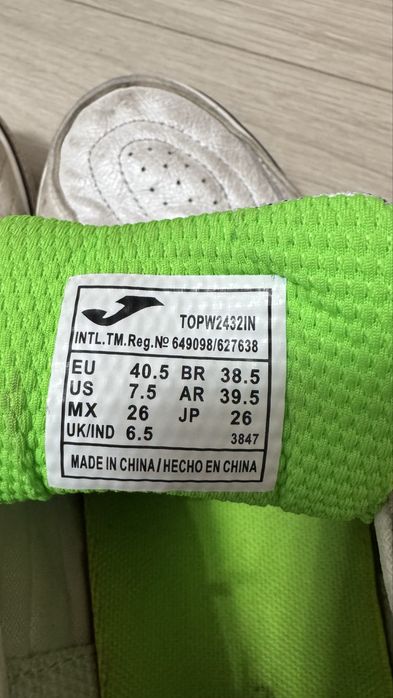 TOPW2432IN
INTL.TM.Reg.№ 649098/627638
EU 40.5 BR 38.5
US 7.5 AR 39.5
MX 26 JP 26
UK/IND 6.5 3847
MADE IN CHINA/HECHO EN CHINA